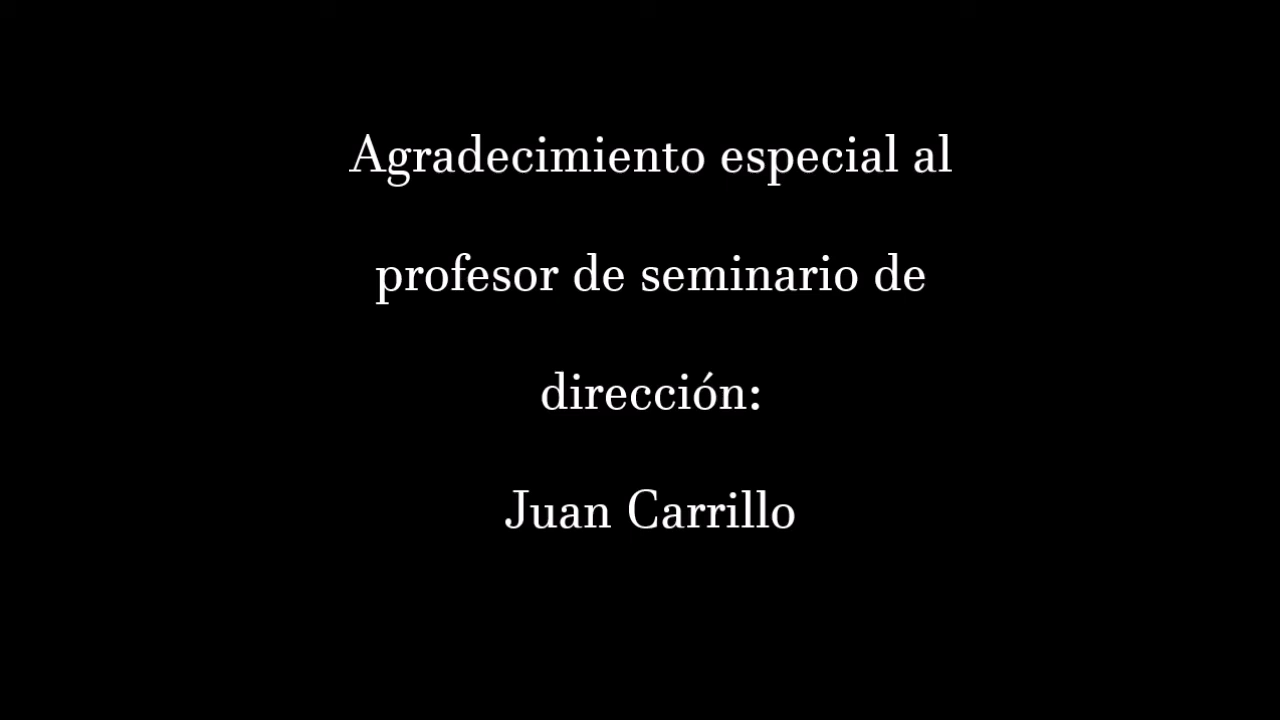 Agradecimiento especial al
profesor de seminario de
dirección:
Juan Carrillo